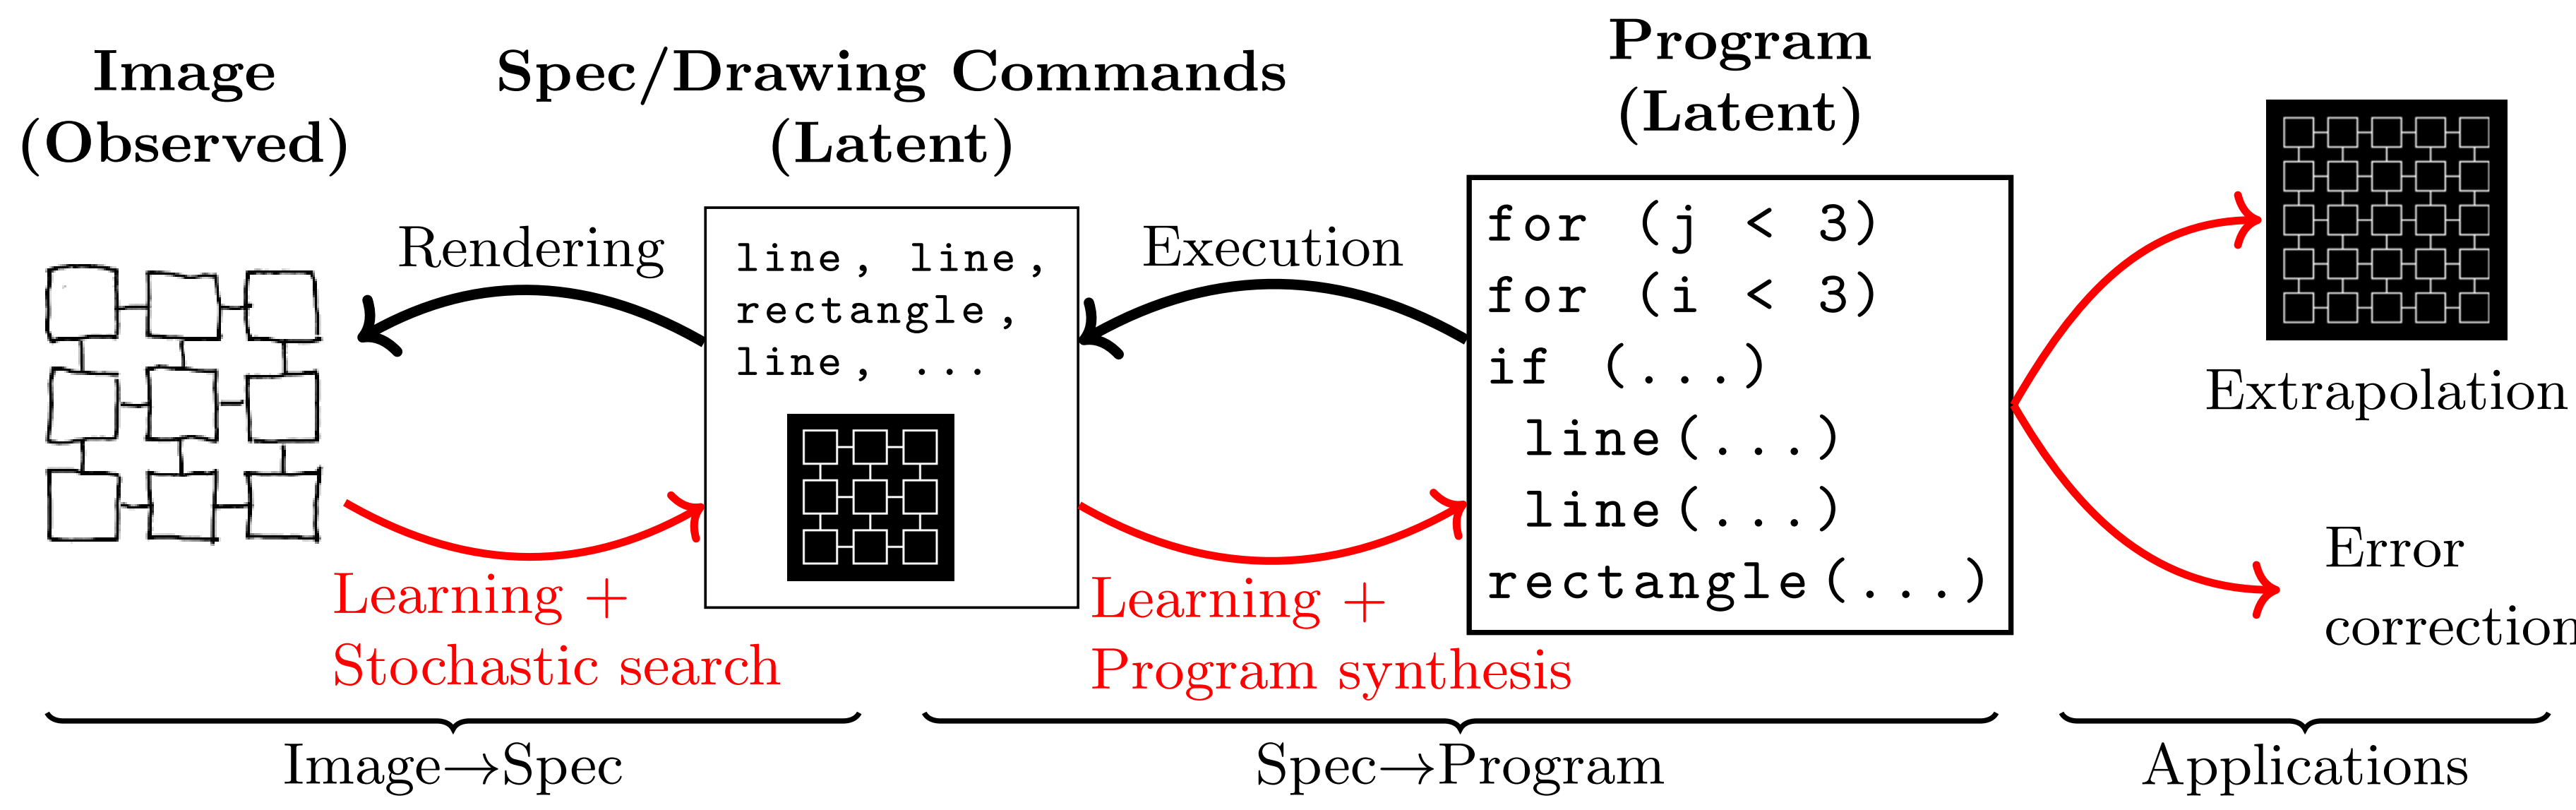 Image
(Observed)
Spec/Drawing Commands
(Latent)
Program
(Latent)
Rendering
line, line,
rectangle,
line, ...
Execution
for (j < 3)
for (i < 3)
if (...)
line(...)
line(...)
rectangle(...)
Learning +
Stochastic search
Learning +
Program synthesis
Extrapolation
Error
correction
Image→Spec
Spec→Program
Applications